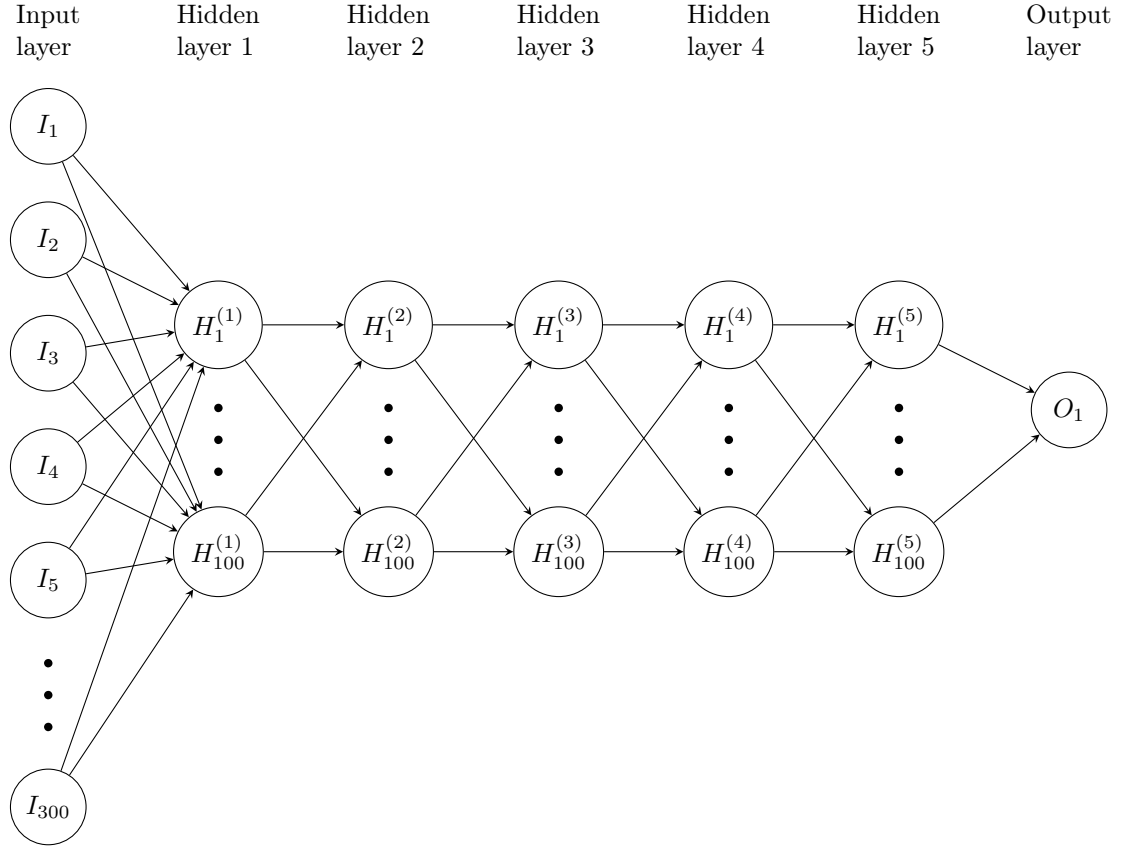 Input layer
Hidden layer 1
Hidden layer 2
Hidden layer 3
Hidden layer 4
Hidden layer 5
Output layer
I₁
I₂
I₃
I₄
I₅
I₃₀₀
H₁⁽¹⁾
H₁₀₀⁽¹⁾
H₁⁽²⁾
H₁₀₀⁽²⁾
H₁⁽³⁾
H₁₀₀⁽³⁾
H₁⁽⁴⁾
H₁₀₀⁽⁴⁾
H₁⁽⁵⁾
H₁₀₀⁽⁵⁾
O₁